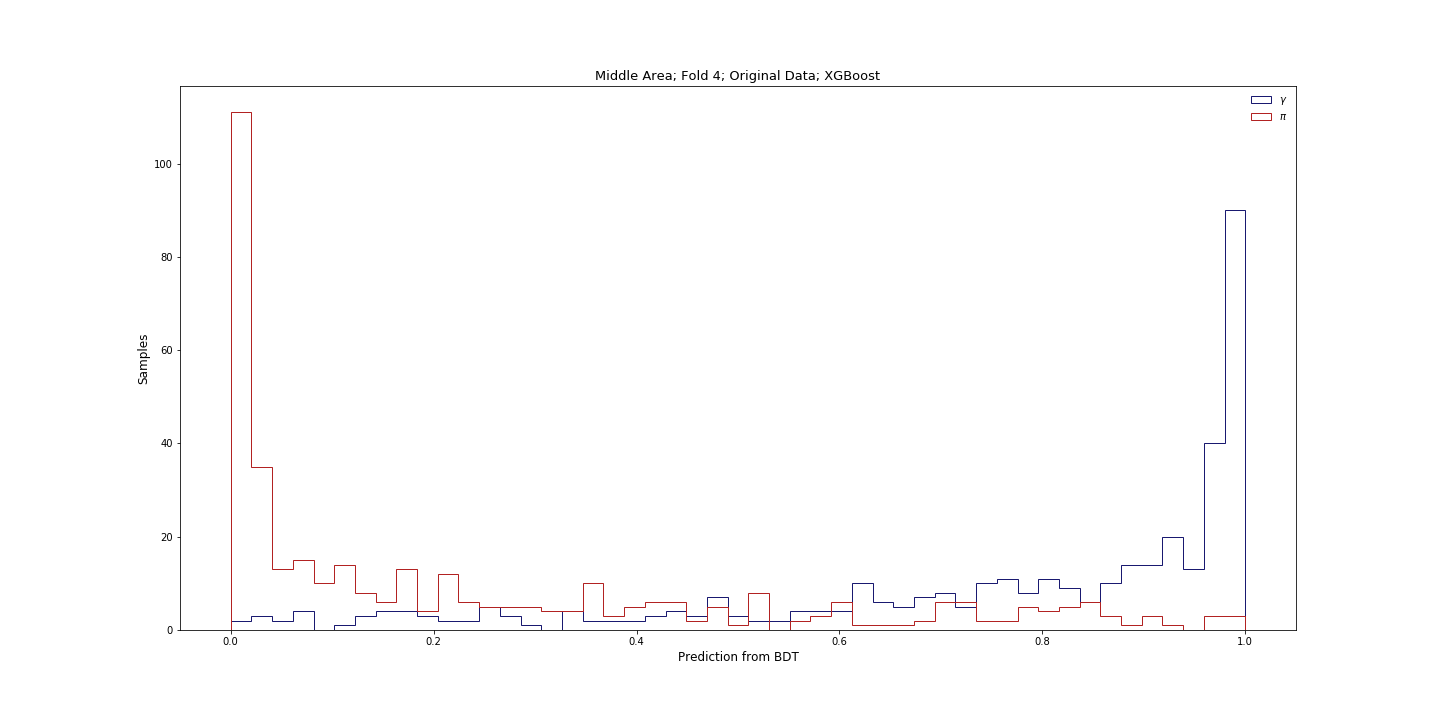 Middle Area; Fold 4; Original Data; XGBoost
γ
π
100
80
60
40
20
0
Samples
0.0 0.2 0.4 0.6 0.8 1.0
Prediction from BDT